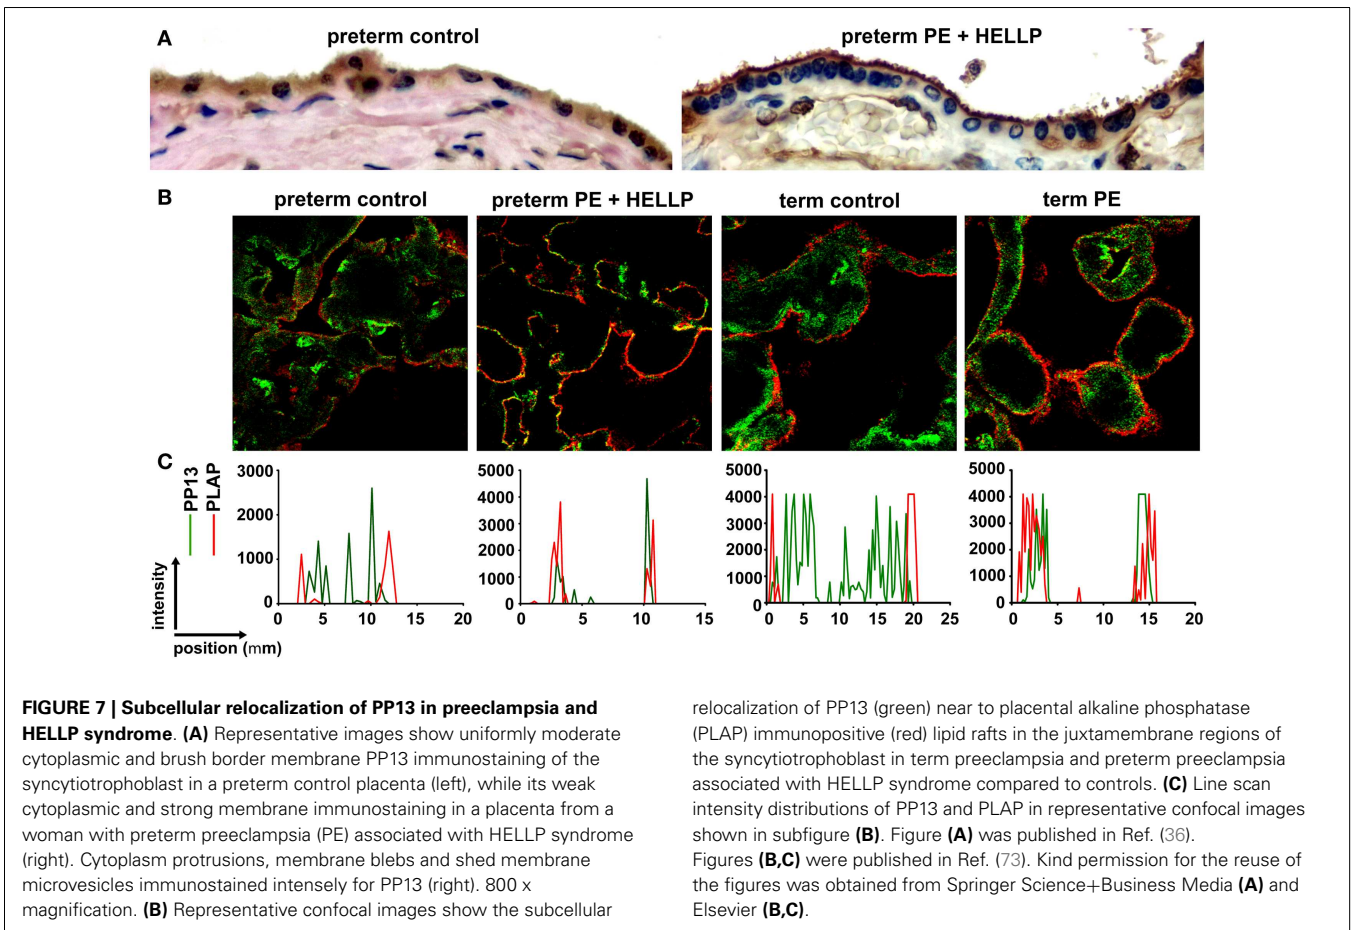 A
preterm control
preterm PE + HELLP
B
preterm control
preterm PE + HELLP
term control
term PE
C
PP13
PLAP
intensity
position (mm)
3000
2000
1000
0
0 5 10 15 20
5000
4000
3000
2000
1000
0
0 5 10 15
5000
4000
3000
2000
1000
0
0 5 10 15 20 25
5000
4000
3000
2000
1000
0
0 5 10 15 20
FIGURE 7 | Subcellular relocalization of PP13 in preeclampsia and
HELLP syndrome. (A) Representative images show uniformly moderate
cytoplasmic and brush border membrane PP13 immunostaining of the
syncytiotrophoblast in a preterm control placenta (left), while its weak
cytoplasmic and strong membrane immunostaining in a placenta from a
woman with preterm preeclampsia (PE) associated with HELLP syndrome
(right). Cytoplasm protrusions, membrane blebs and shed membrane
microvesicles immunostained intensely for PP13 (right). 800 x
magnification. (B) Representative confocal images show the subcellular
relocalization of PP13 (green) near to placental alkaline phosphatase
(PLAP) immunopositive (red) lipid rafts in the juxtamembrane regions of
the syncytiotrophoblast in term preeclampsia and preterm preeclampsia
associated with HELLP syndrome compared to controls. (C) Line scan
intensity distributions of PP13 and PLAP in representative confocal images
shown in subfigure (B). Figure (A) was published in Ref. (36).
Figures (B,C) were published in Ref. (73). Kind permission for the reuse of
the figures was obtained from Springer Science+Business Media (A) and
Elsevier (B,C).